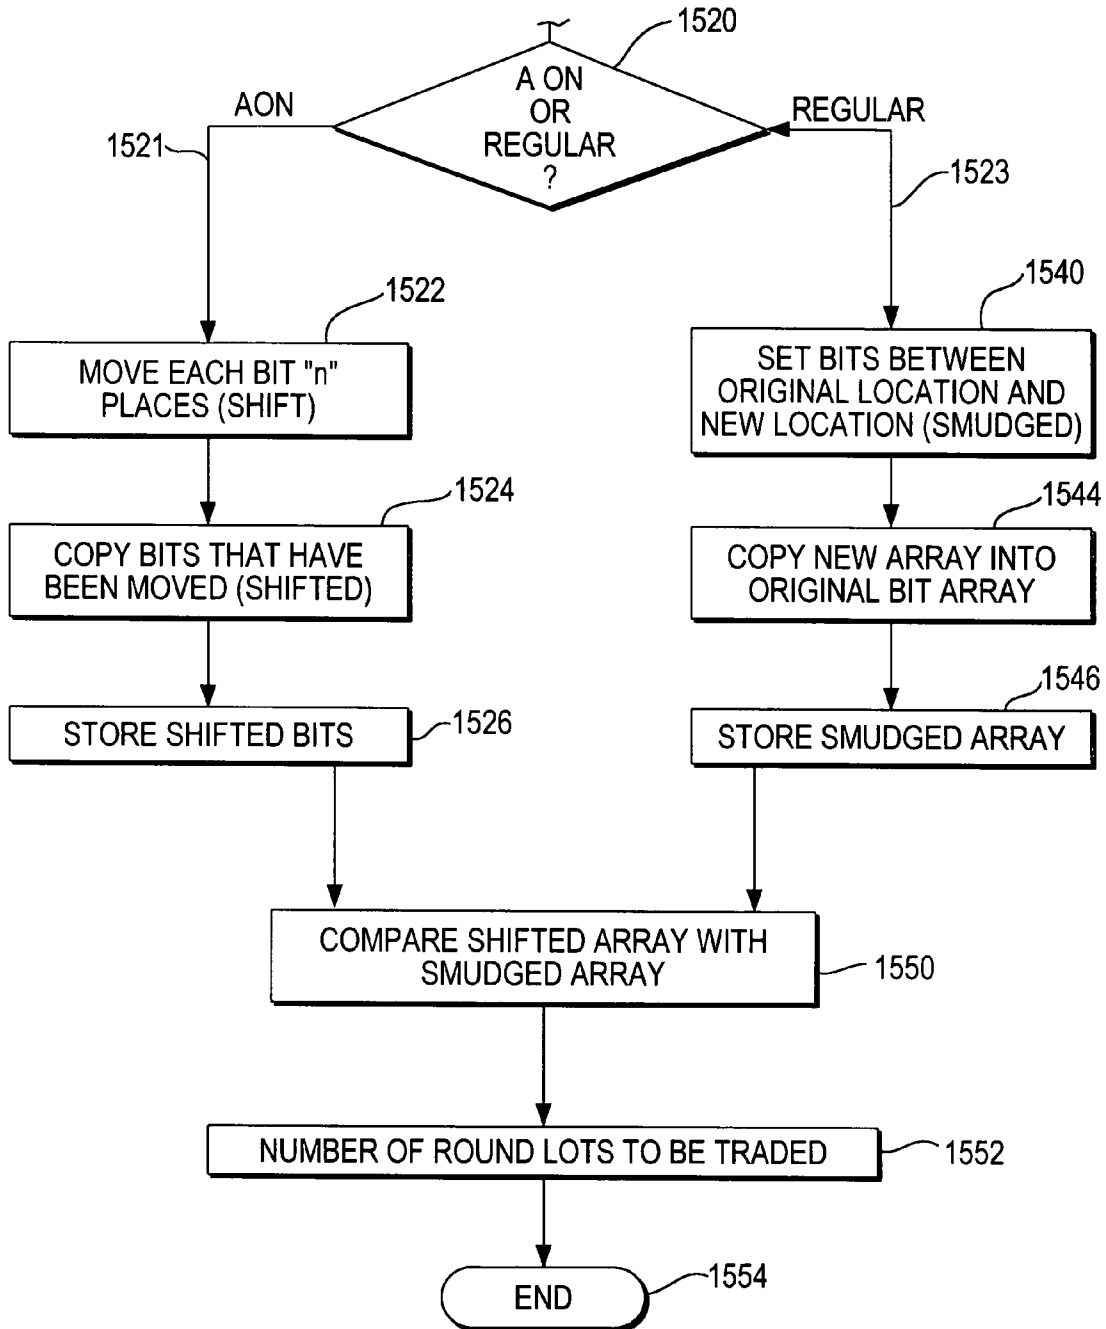 1520
A ON
OR
REGULAR
?
AON
REGULAR
1521
1523
1522
MOVE EACH BIT "n"
PLACES (SHIFT)
1540
SET BITS BETWEEN
ORIGINAL LOCATION AND
NEW LOCATION (SMUDGED)
1524
COPY BITS THAT HAVE
BEEN MOVED (SHIFTED)
1544
COPY NEW ARRAY INTO
ORIGINAL BIT ARRAY
STORE SHIFTED BITS
1526
1546
STORE SMUDGED ARRAY
COMPARE SHIFTED ARRAY WITH
SMUDGED ARRAY
1550
NUMBER OF ROUND LOTS TO BE TRADED
1552
END
1554